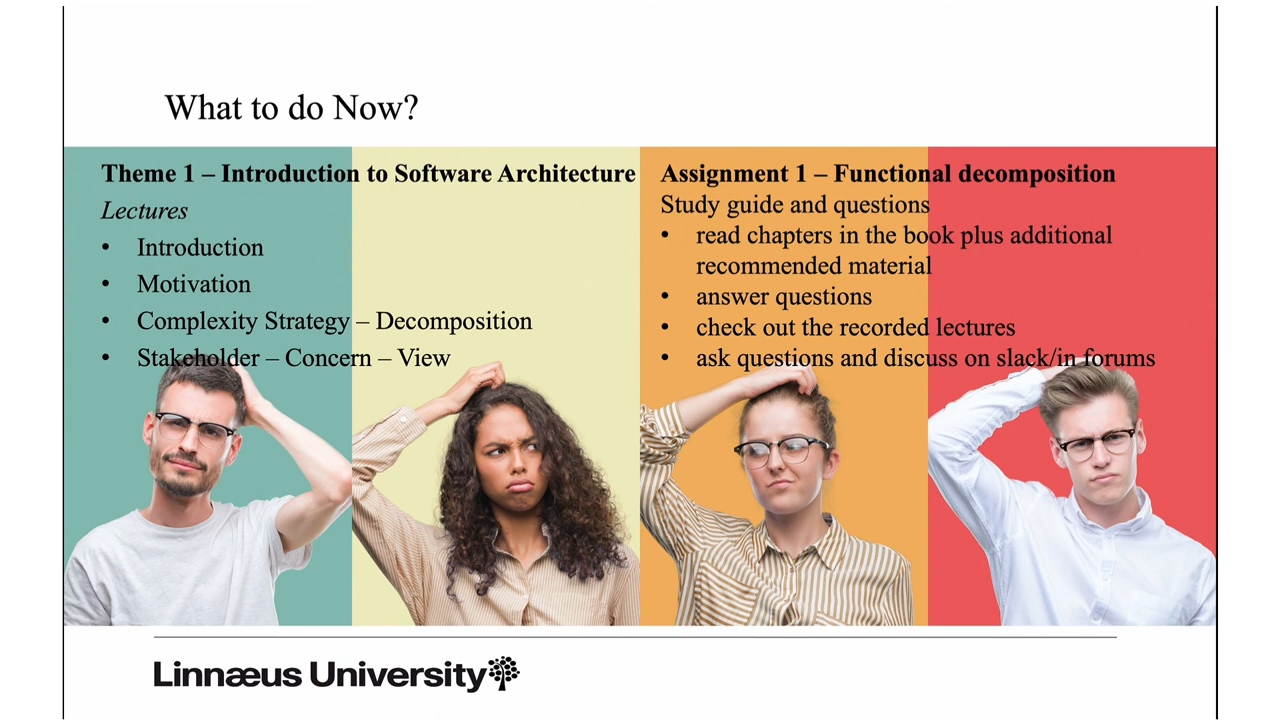 What to do Now?
Theme 1 – Introduction to Software Architecture
Lectures
• Introduction
• Motivation
• Complexity Strategy – Decomposition
• Stakeholder – Concern – View
Assignment 1 – Functional decomposition
Study guide and questions
• read chapters in the book plus additional
recommended material
• answer questions
• check out the recorded lectures
• ask questions and discuss on slack/in forums
Linnæus University